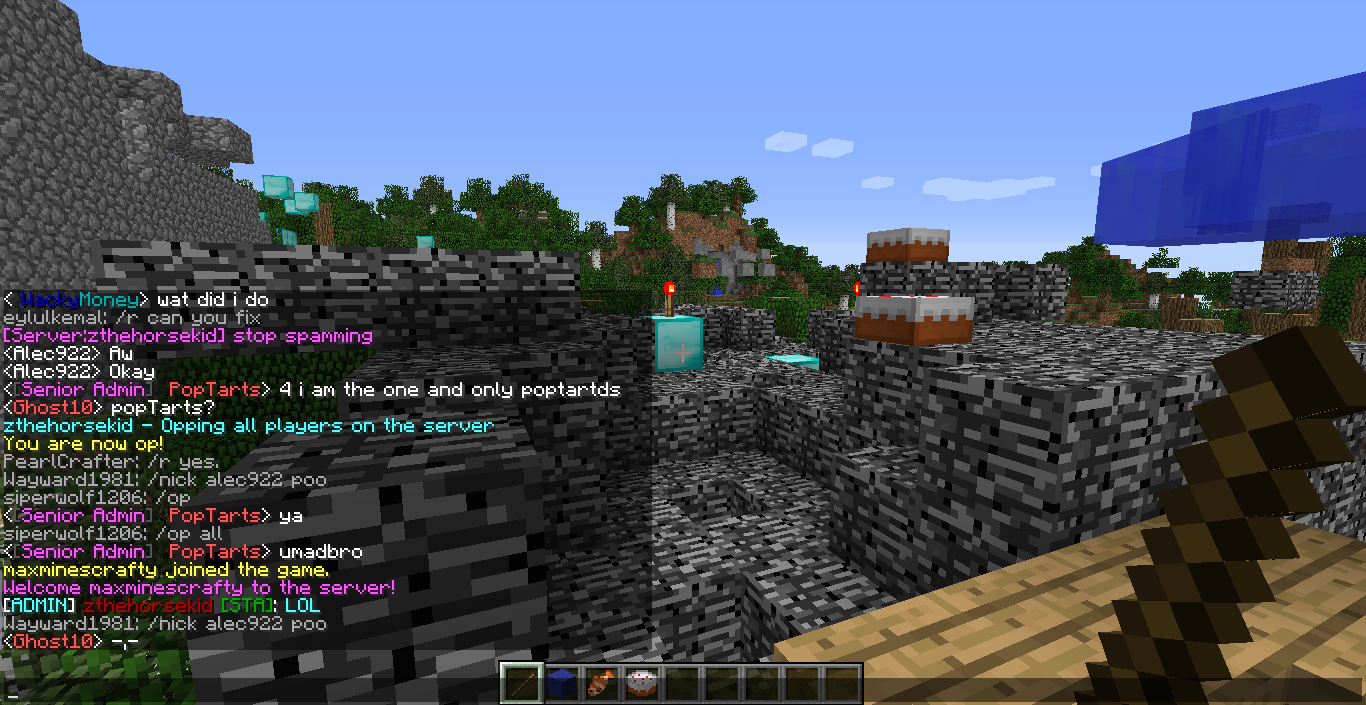 < WackyMoney> wat did i do
eylulkemal: /r can you fix
[Server:zthehorsekid] stop spamming
<Alec922> Aw
<Alec922> Okay
<[Senior Admin] PopTarts> 4 i am the one and only poptartds
<Ghost10> popTarts?
zthehorsekid - Opping all players on the server
You are now op!
PearlCrafter: /r yes.
Wayward1981: /nick alec922 poo
siperwolf1206: /op
<[Senior Admin] PopTarts> ya
siperwolf1206: /op all
<[Senior Admin] PopTarts> umadbro
maxminescrafty joined the game.
Welcome maxminescrafty to the server!
[ADMIN] zthehorsekid [STA]: LOL
Wayward1981: /nick alec922 poo
<Ghost10> -,-
_